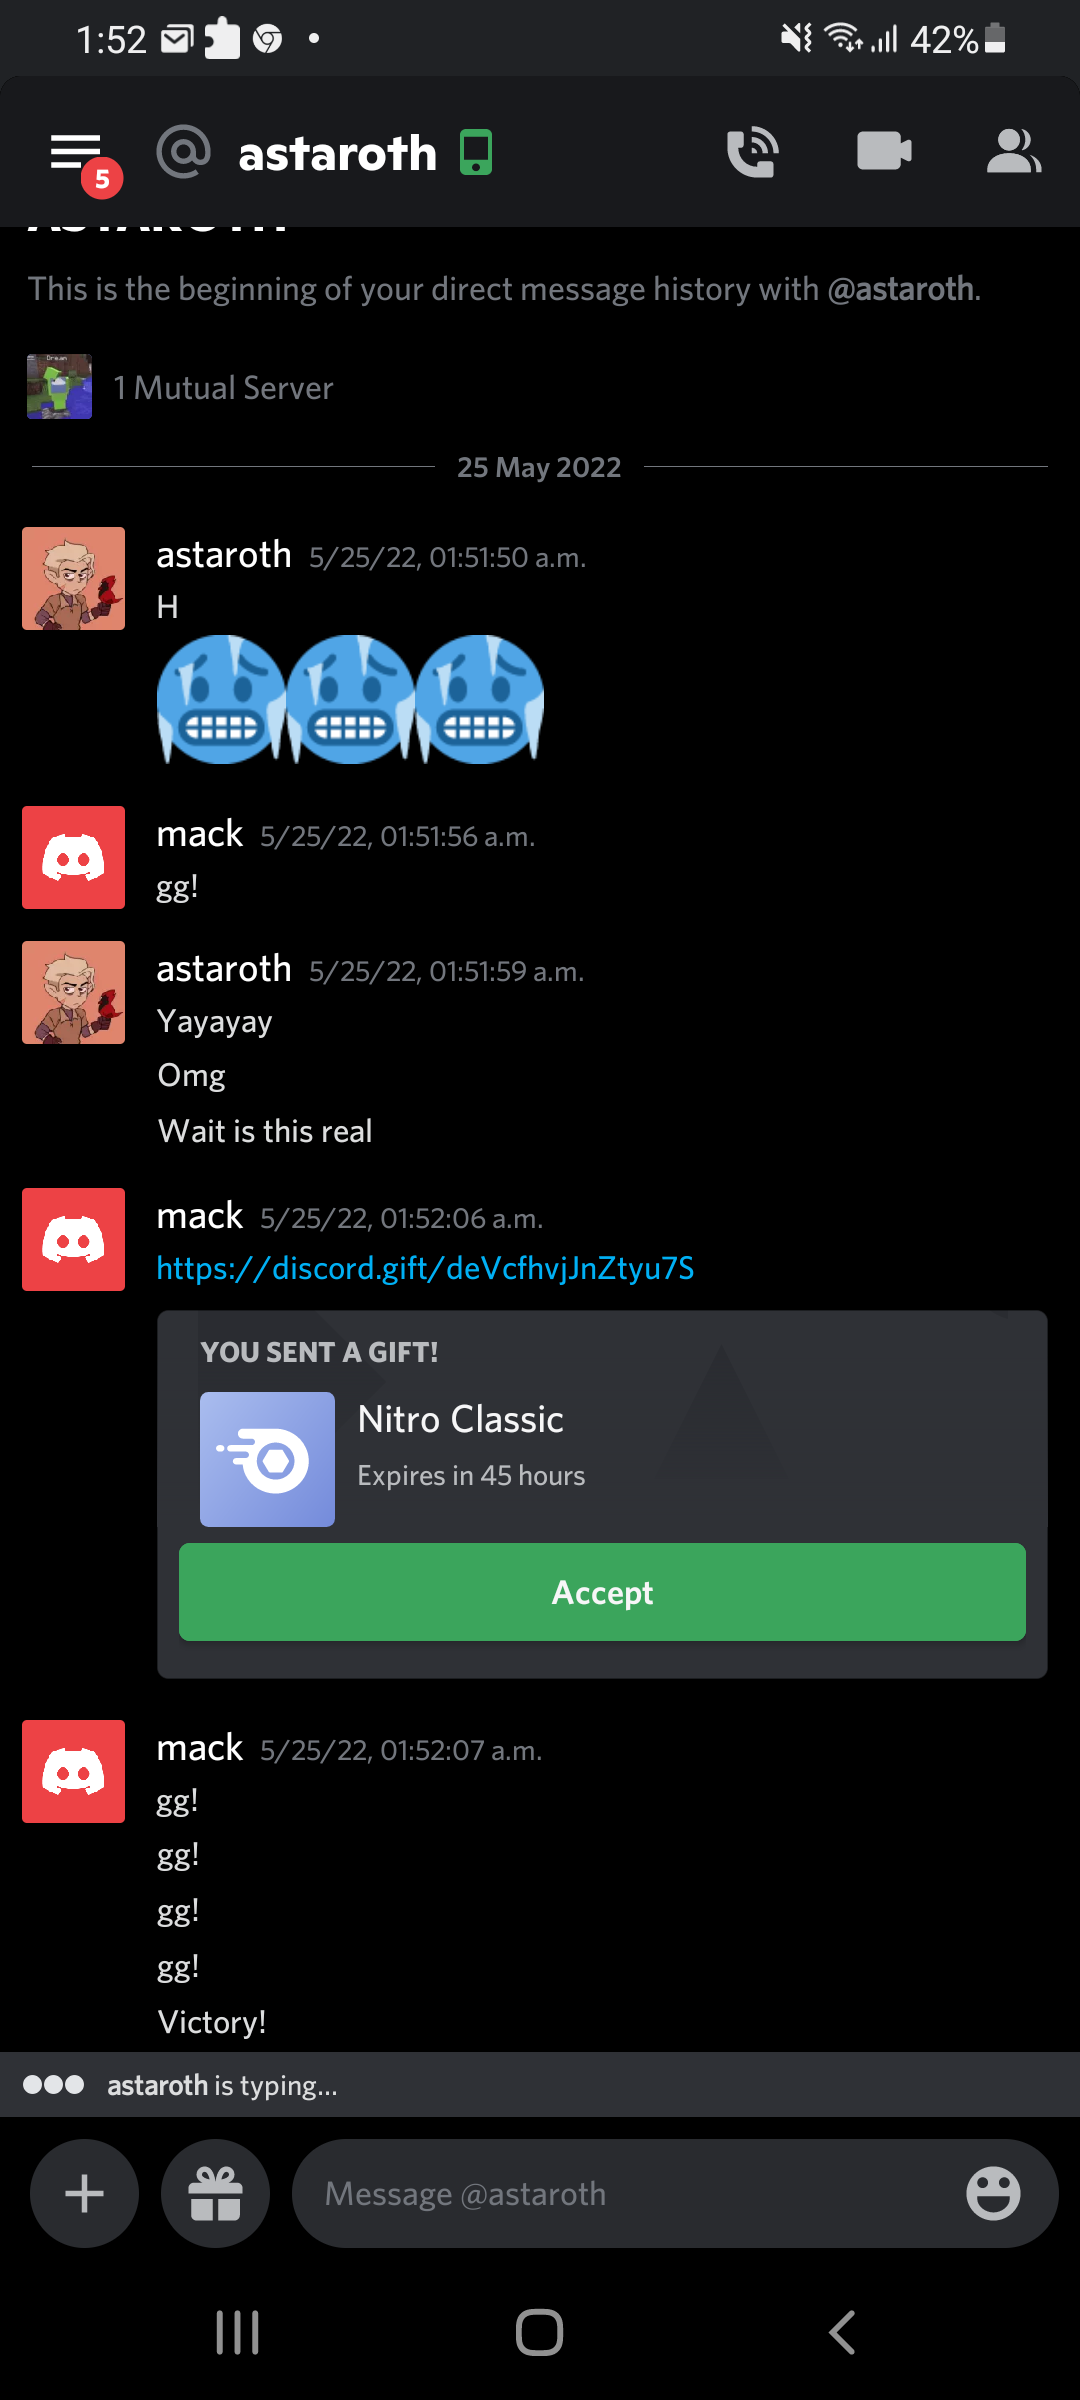 1:52
42%
5
astaroth
ASTAROTH
This is the beginning of your direct message history with @astaroth.
1 Mutual Server
25 May 2022
astaroth 5/25/22, 01:51:50 a.m.
H
mack 5/25/22, 01:51:56 a.m.
gg!
astaroth 5/25/22, 01:51:59 a.m.
Yayayay
Omg
Wait is this real
mack 5/25/22, 01:52:06 a.m.
https://discord.gift/deVcfhvjJnZtyu7S
YOU SENT A GIFT!
Nitro Classic
Expires in 45 hours
Accept
mack 5/25/22, 01:52:07 a.m.
gg!
gg!
gg!
gg!
Victory!
astaroth is typing...
Message @astaroth